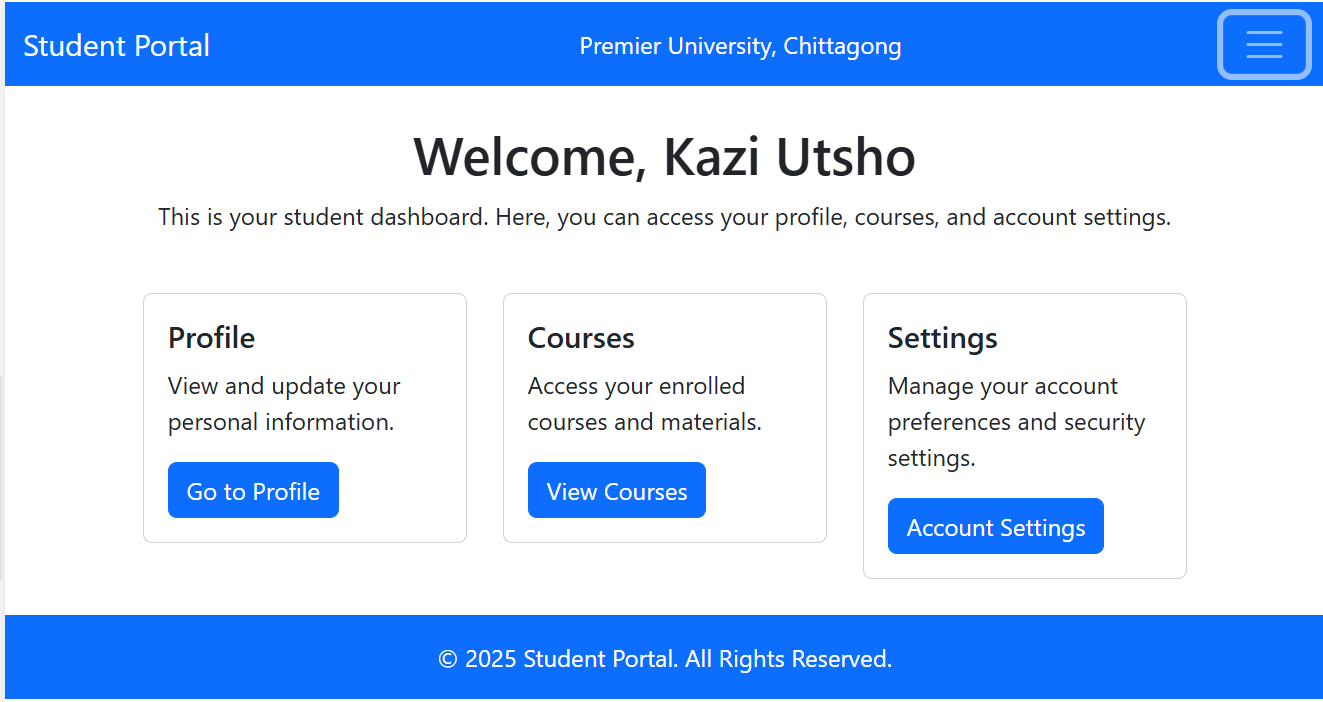 Student Portal
Premier University, Chittagong
Welcome, Kazi Utsho
This is your student dashboard. Here, you can access your profile, courses, and account settings.
Profile
View and update your
personal information.
Go to Profile
Courses
Access your enrolled
courses and materials.
View Courses
Settings
Manage your account
preferences and security
settings.
Account Settings
© 2025 Student Portal. All Rights Reserved.